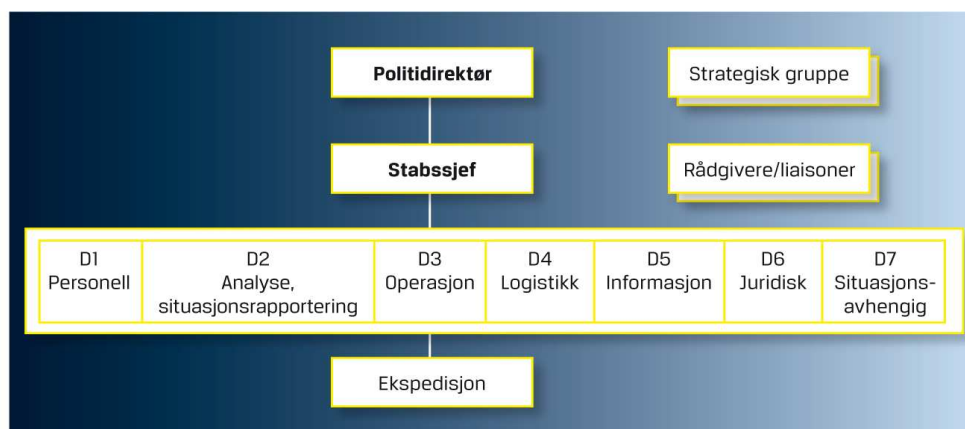 Politidirektør
Strategisk gruppe
Stabssjef
Rådgivere/liaisoner
D1
Personell
D2
Analyse,
situasjonsrapportering
D3
Operasjon
D4
Logistikk
D5
Informasjon
D6
Juridisk
D7
Situasjons-
avhengig
Ekspedisjon